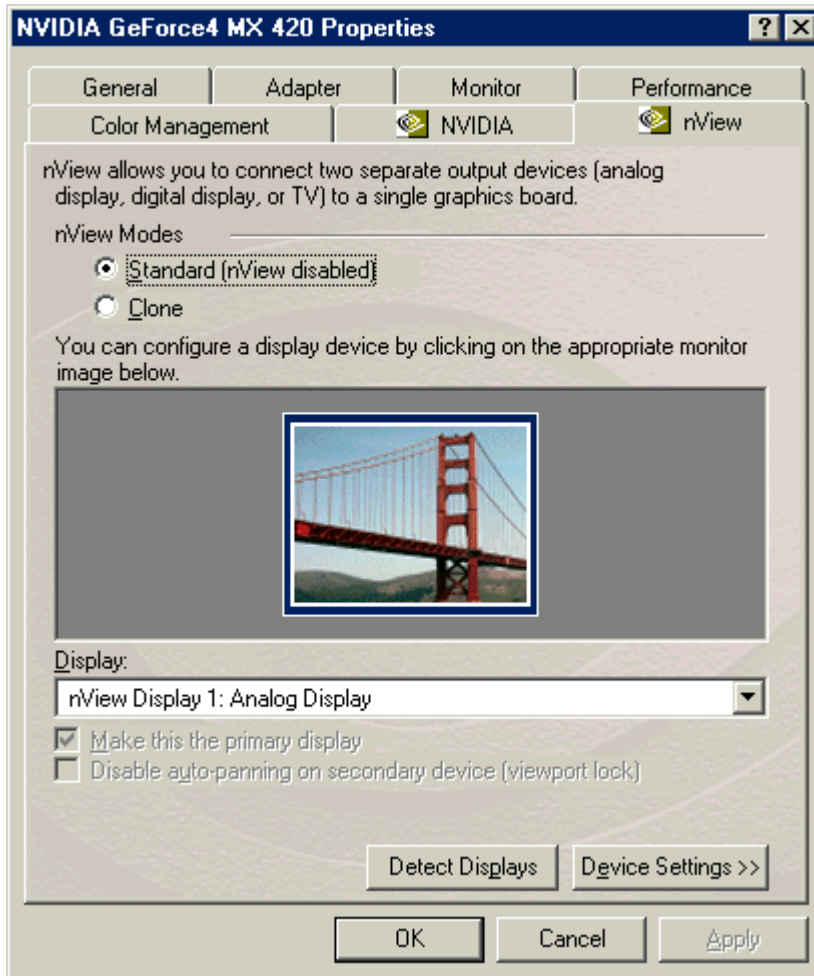 NVIDIA GeForce4 MX 420 Properties
General Adapter Monitor Performance
Color Management NVIDIA nView
nView allows you to connect two separate output devices (analog
display, digital display, or TV) to a single graphics board.
nView Modes
Standard (nView disabled)
Clone
You can configure a display device by clicking on the appropriate monitor
image below.
Display:
nView Display 1: Analog Display
Make this the primary display
Disable auto-panning on secondary device (viewport lock)
Detect Displays Device Settings >>
OK Cancel Apply